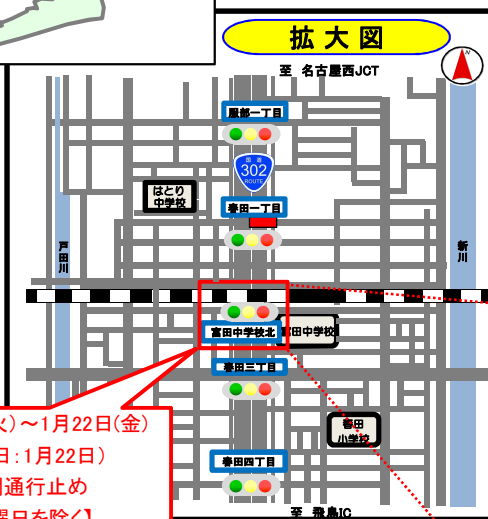 拡大図
N
至 名古屋西JCT
服部一丁目
国道
302
ROUTE
はとり
中学校
春田一丁目
戸田川
新川
富田中学校北
富田中学校
春田三丁目
火)～1月22日(金)
日:1月22日)
通行止め
春田
小学校
曜日を除く】
春田四丁目
至 飛島IC